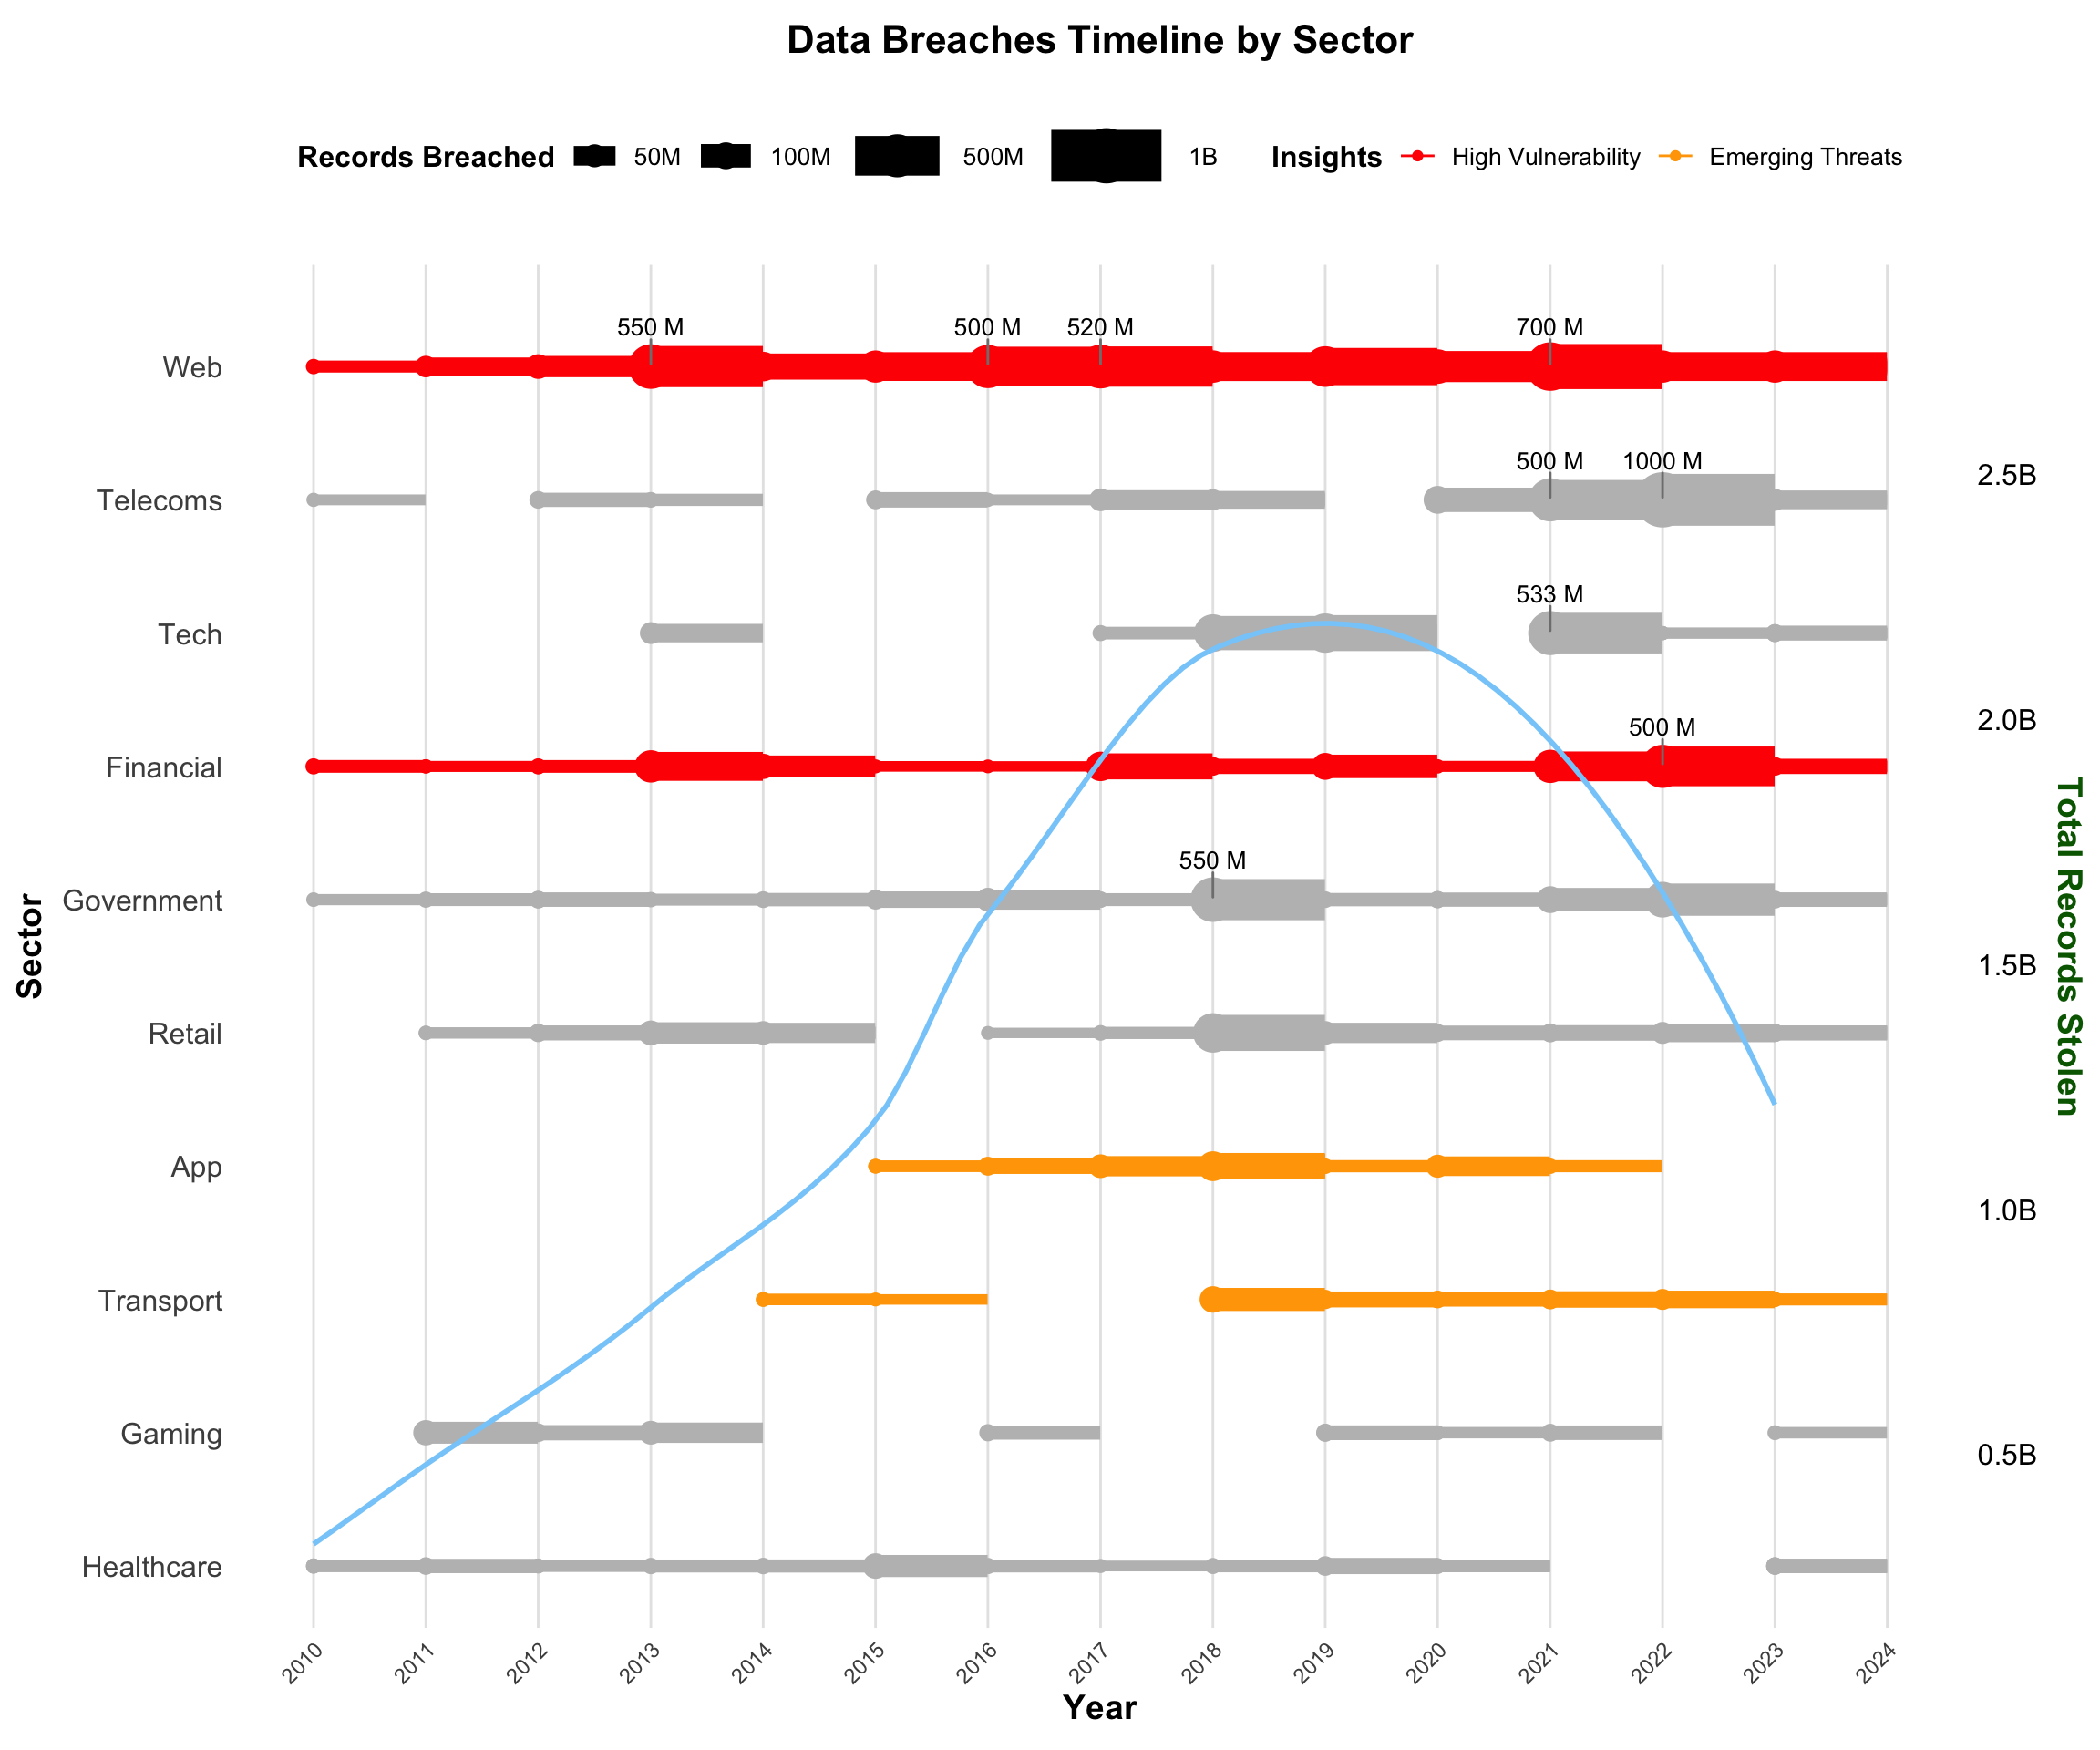 Data Breaches Timeline by Sector
Records Breached 50M 100M 500M 1B Insights High Vulnerability Emerging Threats
550 M 500 M 520 M 700 M
Web
500 M 1000 M
2.5B
Telecoms
533 M
Tech
2.0B
500 M
Financial
550 M
Government
Sector
Total Records Stolen
1.5B
Retail
App
1.0B
Transport
Gaming
0.5B
Healthcare
2010 2011 2012 2013 2014 2015 2016 2017 2018 2019 2020 2021 2022 2023 2024
Year